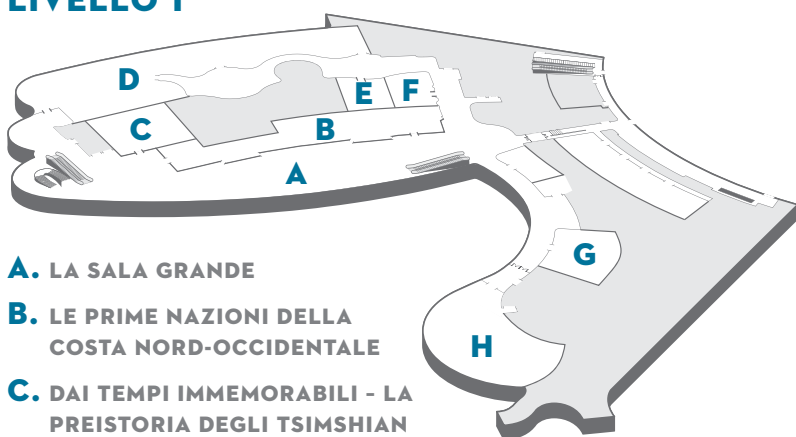 LIVELLO 1
D
E
F
C
B
A
G
H
A. LA SALA GRANDE
B. LE PRIME NAZIONI DELLA
COSTA NORD-OCCIDENTALE
C. DAI TEMPI IMMEMORABILI - LA
PREISTORIA DEGLI TSIMSHIAN